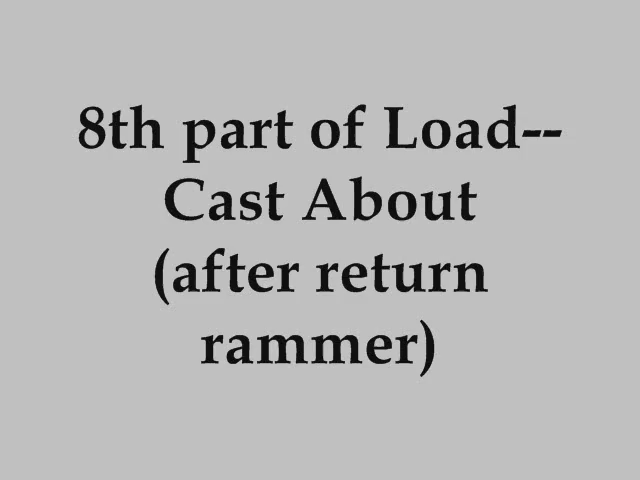 8th part of Load--
Cast About
(after return
rammer)